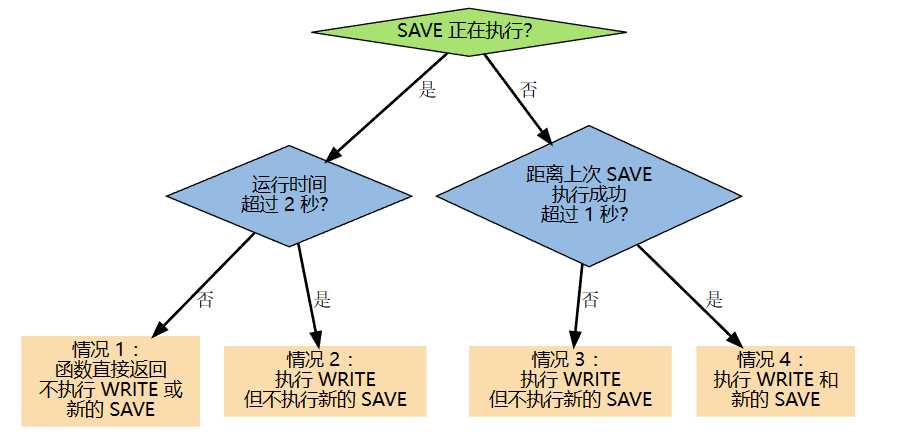 SAVE 正在执行？
是
否
运行时间
超过 2 秒？
距离上次 SAVE
执行成功
超过 1 秒？
否
是
否
是
情况 1：
函数直接返回
不执行 WRITE 或
新的 SAVE
情况 2：
执行 WRITE
但不执行新的 SAVE
情况 3：
执行 WRITE
但不执行新的 SAVE
情况 4：
执行 WRITE 和
新的 SAVE